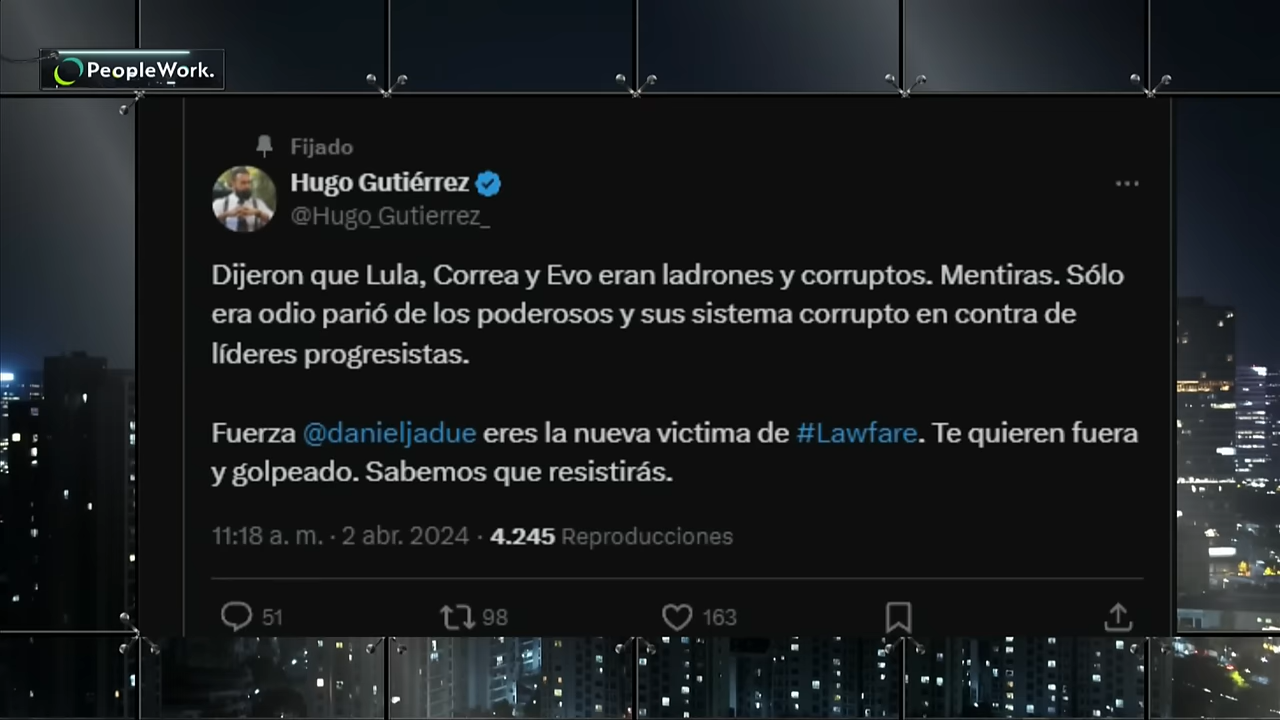 PeopleWork.
Fijado
Hugo Gutiérrez
@Hugo_Gutierrez_
Dijeron que Lula, Correa y Evo eran ladrones y corruptos. Mentiras. Sólo
era odio parió de los poderosos y sus sistema corrupto en contra de
líderes progresistas.
Fuerza @danieljadue eres la nueva victima de #Lawfare. Te quieren fuera
y golpeado. Sabemos que resistirás.
11:18 a. m. · 2 abr. 2024 · 4.245 Reproducciones
51 98 163